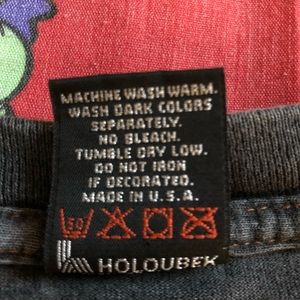 MACHINE WASH WARM.
WASH DARK COLORS
SEPARATELY.
NO BLEACH.
TUMBLE DRY LOW.
DO NOT IRON
IF DECORATED.
MADE IN U.S.A.
50
HOLOUBEK